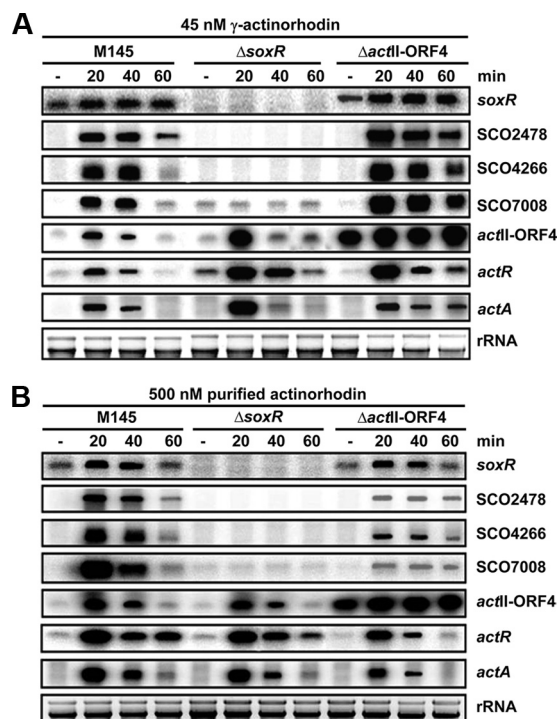 A
45 nM γ-actinorhodin
M145 ΔsoxR ΔactII-ORF4
- 20 40 60 - 20 40 60 - 20 40 60 min
soxR
SCO2478
SCO4266
SCO7008
actII-ORF4
actR
actA
rRNA
B
500 nM purified actinorhodin
M145 ΔsoxR ΔactII-ORF4
- 20 40 60 - 20 40 60 - 20 40 60 min
soxR
SCO2478
SCO4266
SCO7008
actII-ORF4
actR
actA
rRNA